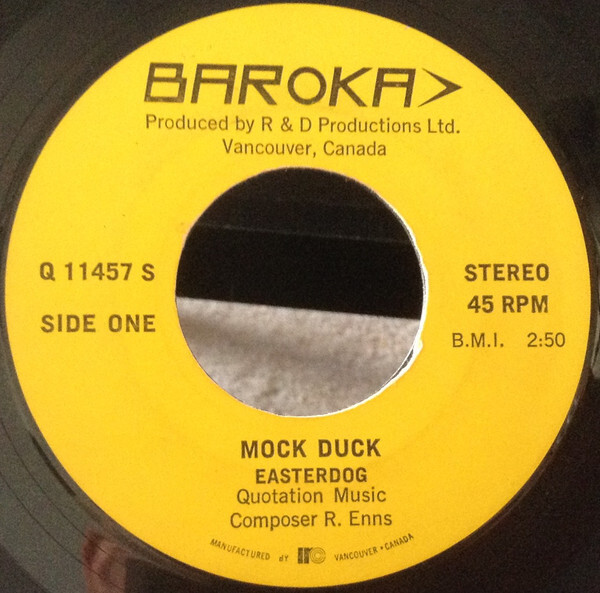 BAROKA>
Produced by R & D Productions Ltd.
Vancouver, Canada
Q 11457 S
SIDE ONE
STEREO
45 RPM
B.M.I. 2:50
MOCK DUCK
EASTERDOG
Quotation Music
Composer R. Enns
MANUFACTURED BY IRC VANCOUVER • CANADA